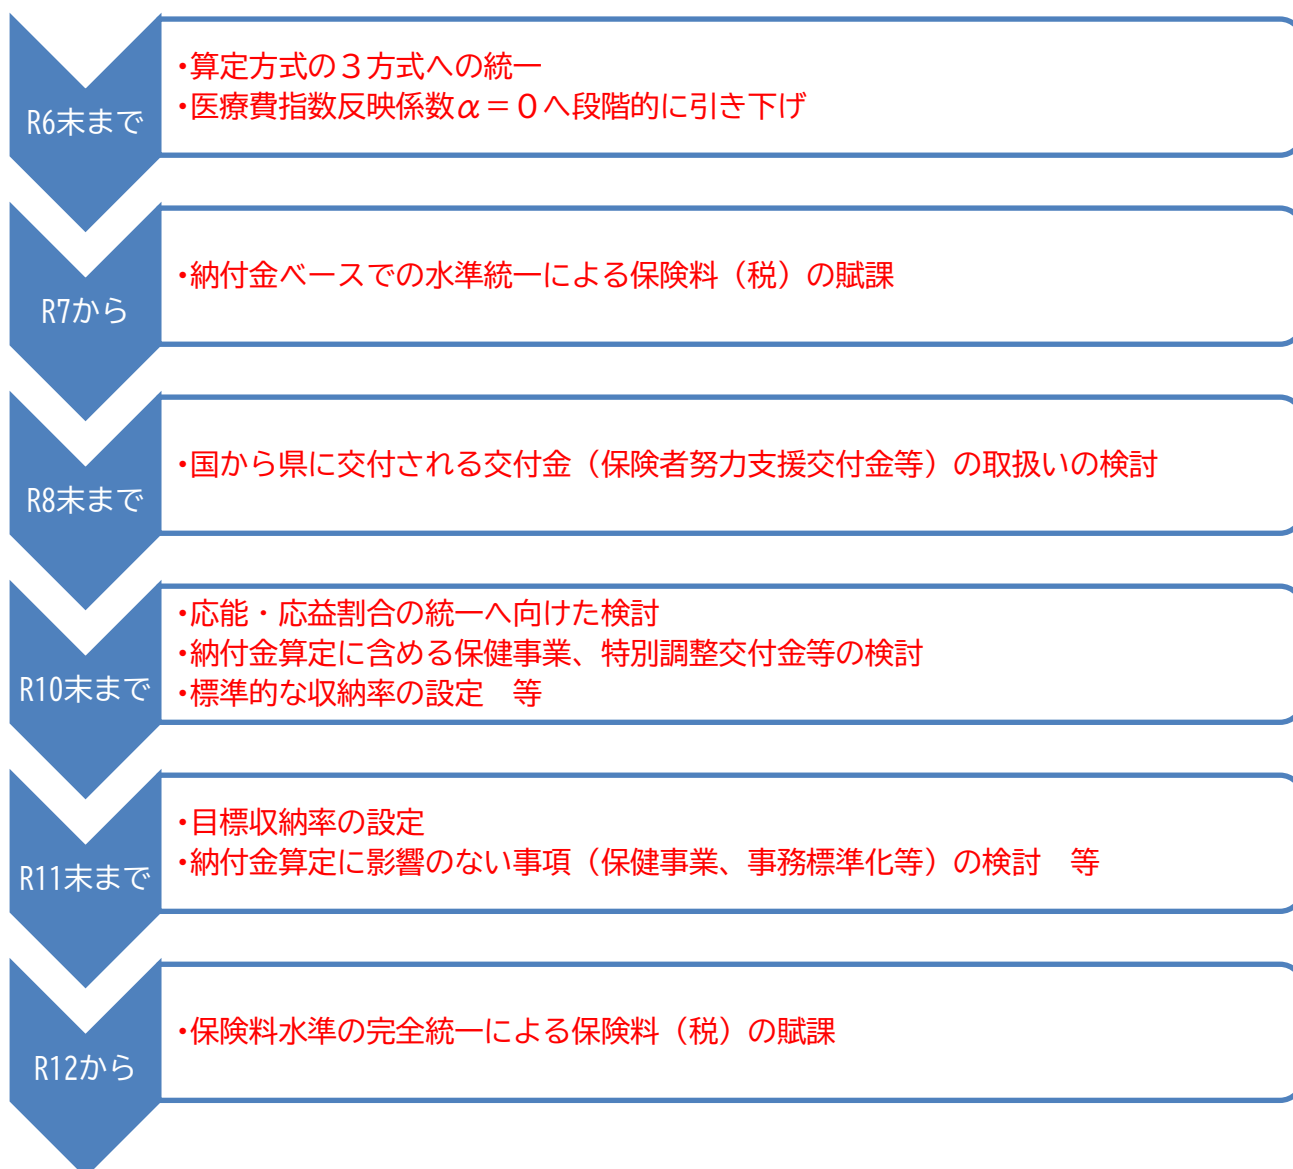 R6末まで
・算定方式の３方式への統一
・医療費指数反映係数α＝０へ段階的に引き下げ
R7から
・納付金ベースでの水準統一による保険料（税）の賦課
R8末まで
・国から県に交付される交付金（保険者努力支援交付金等）の取扱いの検討
R10末まで
・応能・応益割合の統一へ向けた検討
・納付金算定に含める保健事業、特別調整交付金等の検討
・標準的な収納率の設定　等
R11末まで
・目標収納率の設定
・納付金算定に影響のない事項（保健事業、事務標準化等）の検討　等
R12から
・保険料水準の完全統一による保険料（税）の賦課